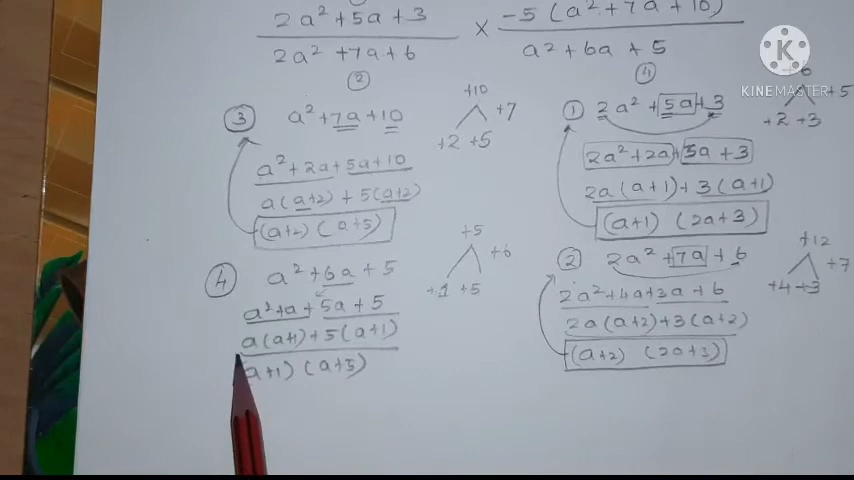 2a² + 5a + 3 × -5 (a² + 7a + 10)
2a² + 7a + 6 a² + 6a + 5
② ④
③ a² + 7a + 10
+10
+7
+2 +5
a² + 2a + 5a + 10
a (a+2) + 5 (a+2)
(a+2) (a+5)
④ a² + 6a + 5
+5
+6
+1 +5
a² + a + 5a + 5
a (a+1) + 5 (a+1)
(a+1) (a+5)
① 2a² + 5a + 3
+6
+5
+2 +3
2a² + 2a + 3a + 3
2a (a+1) + 3 (a+1)
(a+1) (2a+3)
② 2a² + 7a + 6
+12
+7
+4 +3
2a² + 4a + 3a + 6
2a (a+2) + 3 (a+2)
(a+2) (2a+3)
K
KINEMASTER